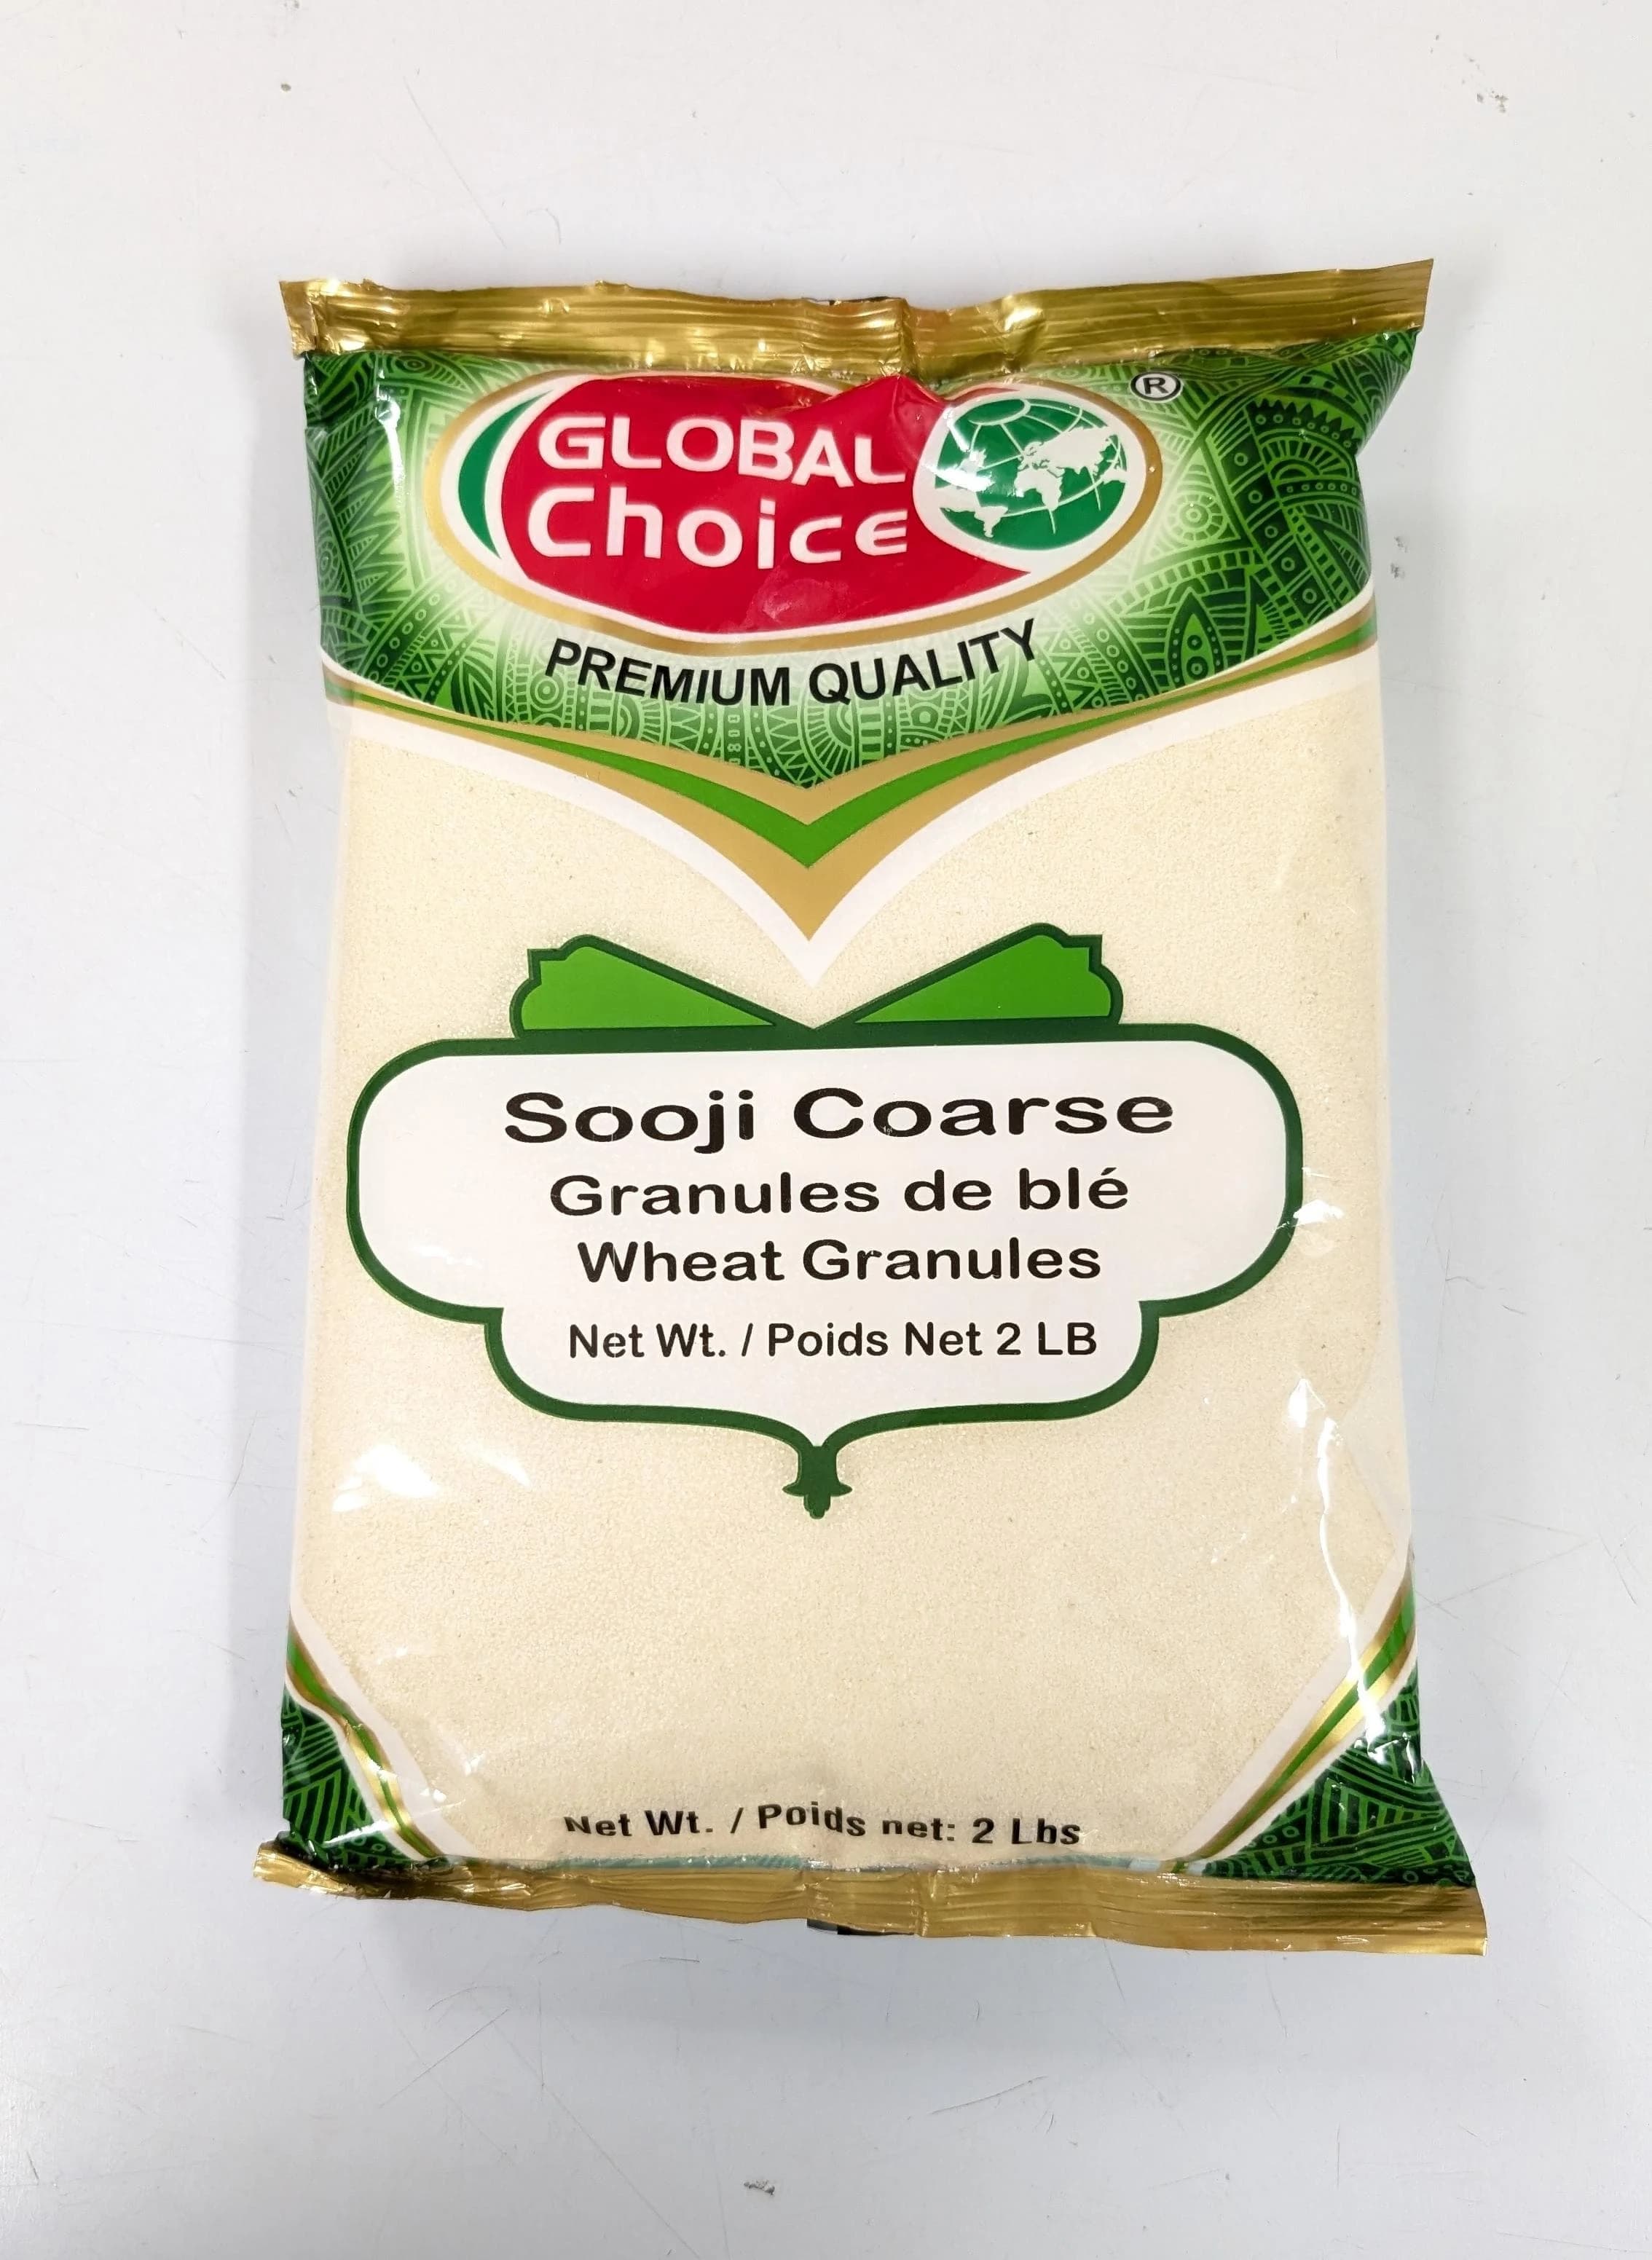 GLOBAL
Choice
®
PREMIUM QUALITY
Sooji Coarse
Granules de blé
Wheat Granules
Net Wt. / Poids Net 2 LB
Net Wt. / Poids net: 2 Lbs